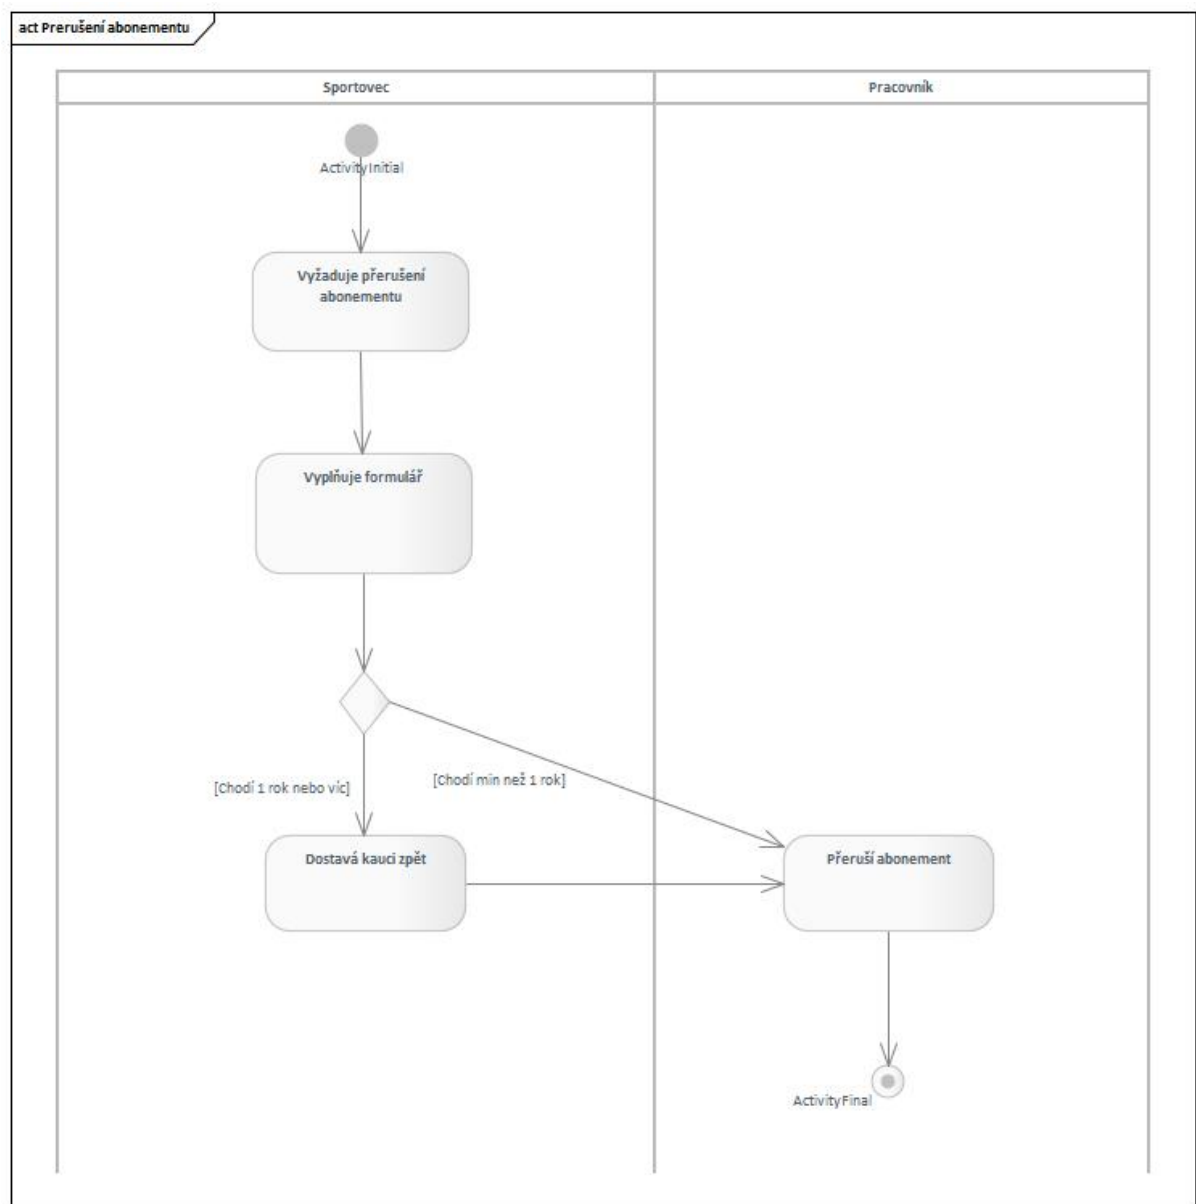 act Prerušení abonementu
Sportovec
Pracovník
ActivityInitial
Vyžaduje přerušení
abonementu
Vyplňuje formulář
[Chodí 1 rok nebo víc]
[Chodí min než 1 rok]
Dostavá kauci zpět
Přeruší abonement
ActivityFinal